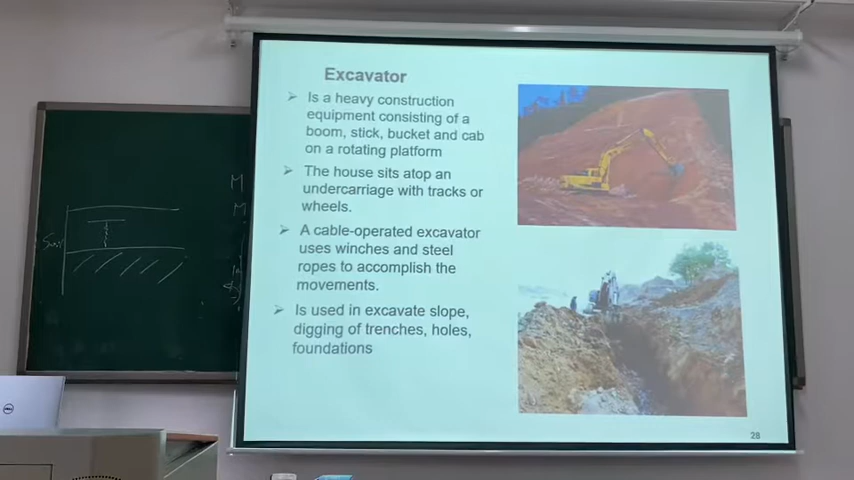 Excavator
➢ Is a heavy construction
equipment consisting of a
boom, stick, bucket and cab
on a rotating platform
➢ The house sits atop an
undercarriage with tracks or
wheels.
➢ A cable-operated excavator
uses winches and steel
ropes to accomplish the
movements.
➢ Is used in excavate slope,
digging of trenches, holes,
foundations
28